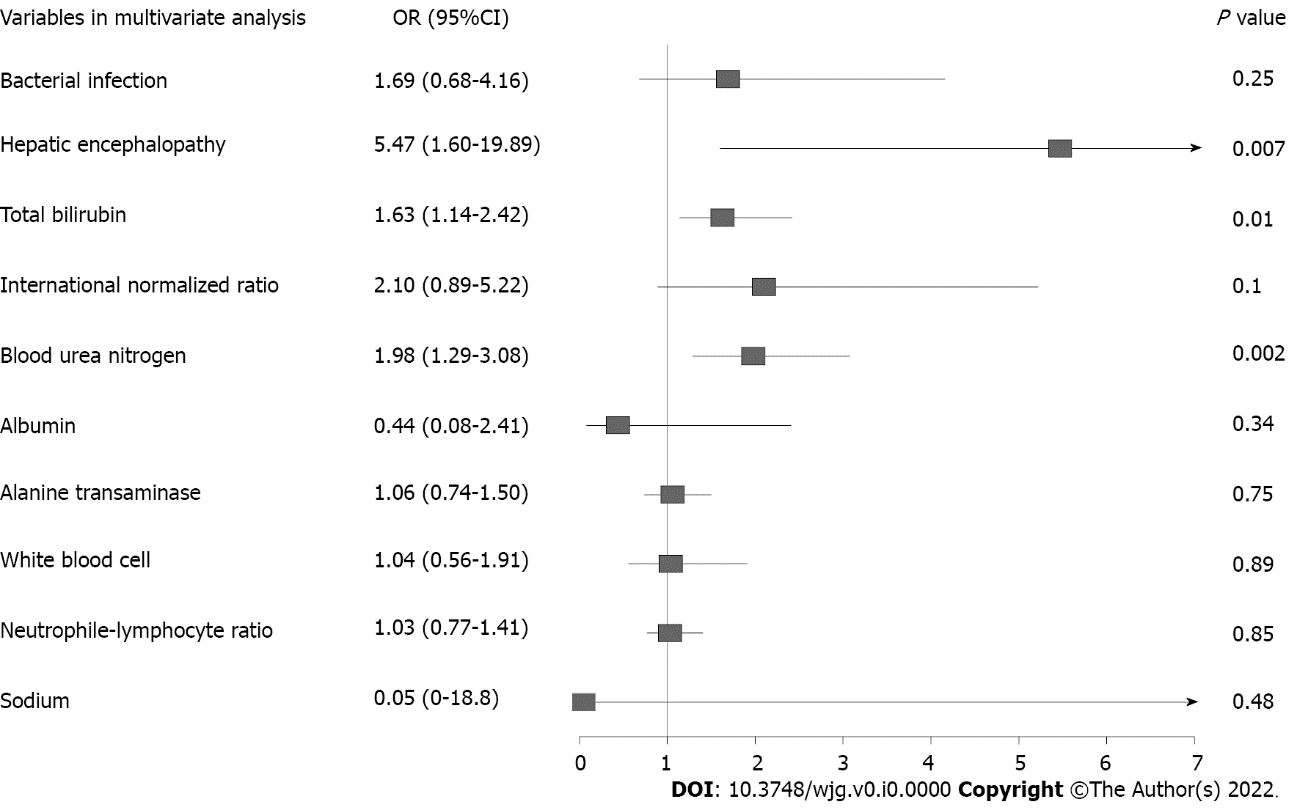 Variables in multivariate analysis OR (95%CI) P value
Bacterial infection 1.69 (0.68-4.16) 0.25
Hepatic encephalopathy 5.47 (1.60-19.89) 0.007
Total bilirubin 1.63 (1.14-2.42) 0.01
International normalized ratio 2.10 (0.89-5.22) 0.1
Blood urea nitrogen 1.98 (1.29-3.08) 0.002
Albumin 0.44 (0.08-2.41) 0.34
Alanine transaminase 1.06 (0.74-1.50) 0.75
White blood cell 1.04 (0.56-1.91) 0.89
Neutrophile-lymphocyte ratio 1.03 (0.77-1.41) 0.85
Sodium 0.05 (0-18.8) 0.48
0 1 2 3 4 5 6 7
DOI: 10.3748/wjg.v0.i0.0000 Copyright ©The Author(s) 2022.